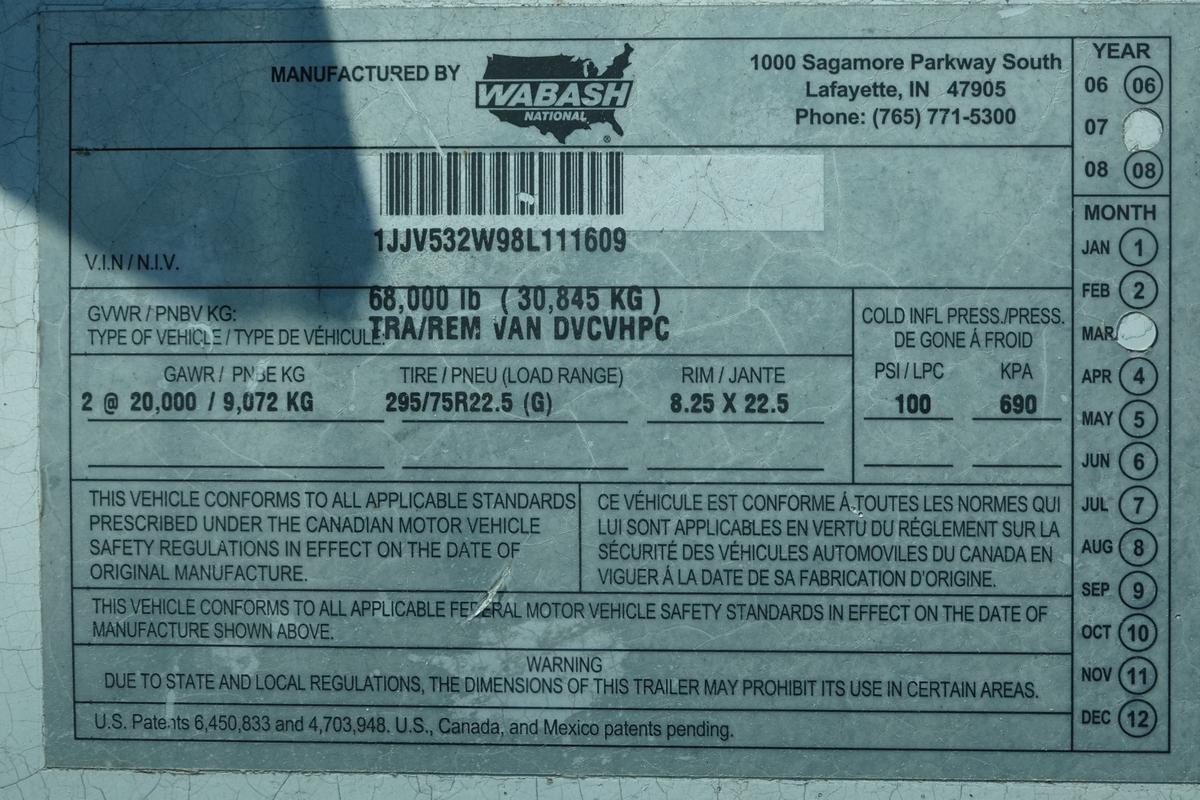 MANUFACTURED BY
WABASH
NATIONAL
®
1000 Sagamore Parkway South
Lafayette, IN 47905
Phone: (765) 771-5300
1JJV532W98L111609
V.I.N / N.I.V.
GVWR / PNBV KG: 68,000 lb ( 30,845 KG )
TYPE OF VEHICLE / TYPE DE VÉHICULE: TRA/REM VAN DVCVHPC
GAWR / PNBE KG TIRE / PNEU (LOAD RANGE) RIM / JANTE
2 @ 20,000 / 9,072 KG 295/75R22.5 (G) 8.25 X 22.5
COLD INFL PRESS./PRESS.
DE GONE Á FROID
PSI / LPC KPA
100 690
THIS VEHICLE CONFORMS TO ALL APPLICABLE STANDARDS
PRESCRIBED UNDER THE CANADIAN MOTOR VEHICLE
SAFETY REGULATIONS IN EFFECT ON THE DATE OF
ORIGINAL MANUFACTURE.
CE VÉHICULE EST CONFORME Á TOUTES LES NORMES QUI
LUI SONT APPLICABLES EN VERTU DU RÉGLEMENT SUR LA
SÉCURITÉ DES VÉHICULES AUTOMOVILES DU CANADA EN
VIGUER Á LA DATE DE SA FABRICATION D'ORIGINE.
THIS VEHICLE CONFORMS TO ALL APPLICABLE FEDERAL MOTOR VEHICLE SAFETY STANDARDS IN EFFECT ON THE DATE OF
MANUFACTURE SHOWN ABOVE.
WARNING
DUE TO STATE AND LOCAL REGULATIONS, THE DIMENSIONS OF THIS TRAILER MAY PROHIBIT ITS USE IN CERTAIN AREAS.
U.S. Patents 6,450,833 and 4,703,948. U.S., Canada, and Mexico patents pending.
YEAR
06 06
07
08 08
MONTH
JAN 1
FEB 2
MAR
APR 4
MAY 5
JUN 6
JUL 7
AUG 8
SEP 9
OCT 10
NOV 11
DEC 12